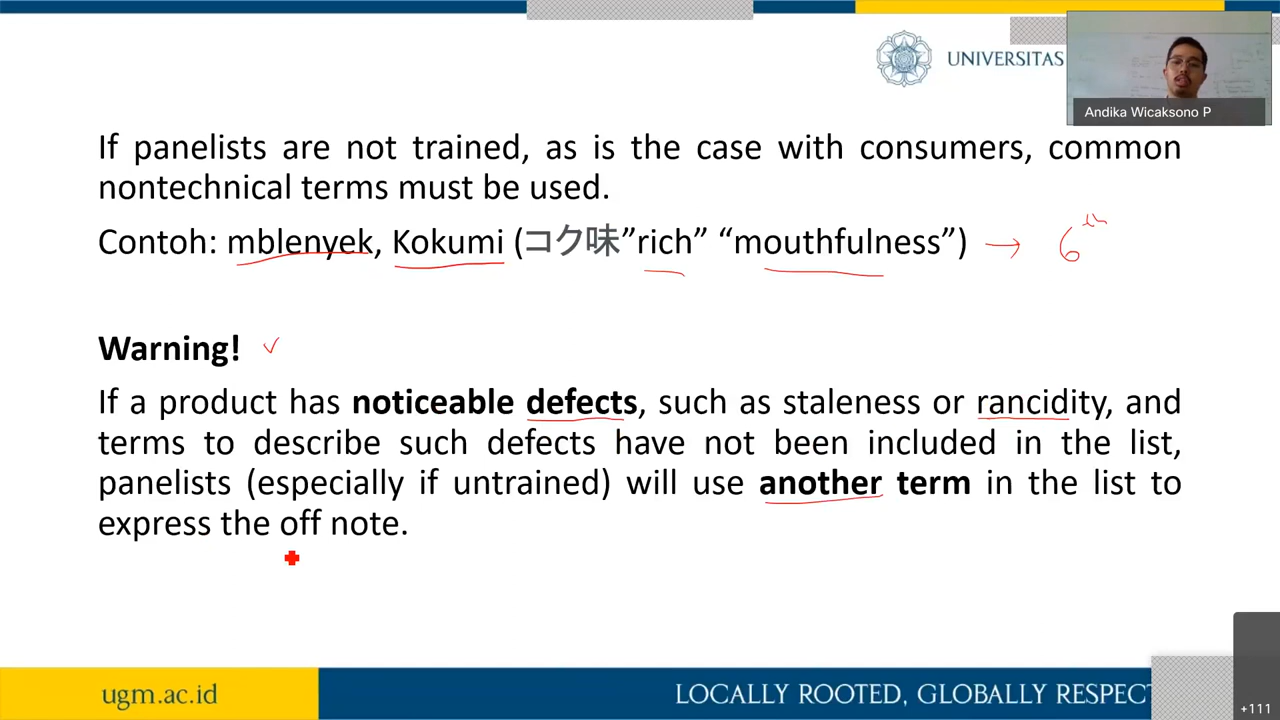 UNIVERSITAS
Andika Wicaksono P
If panelists are not trained, as is the case with consumers, common
nontechnical terms must be used.
Contoh: mblenyek, Kokumi (コク味”rich” “mouthfulness”) → 6th
Warning! ✓
If a product has noticeable defects, such as staleness or rancidity, and
terms to describe such defects have not been included in the list,
panelists (especially if untrained) will use another term in the list to
express the off note.
ugm.ac.id
LOCALLY ROOTED, GLOBALLY RESPEC
+111